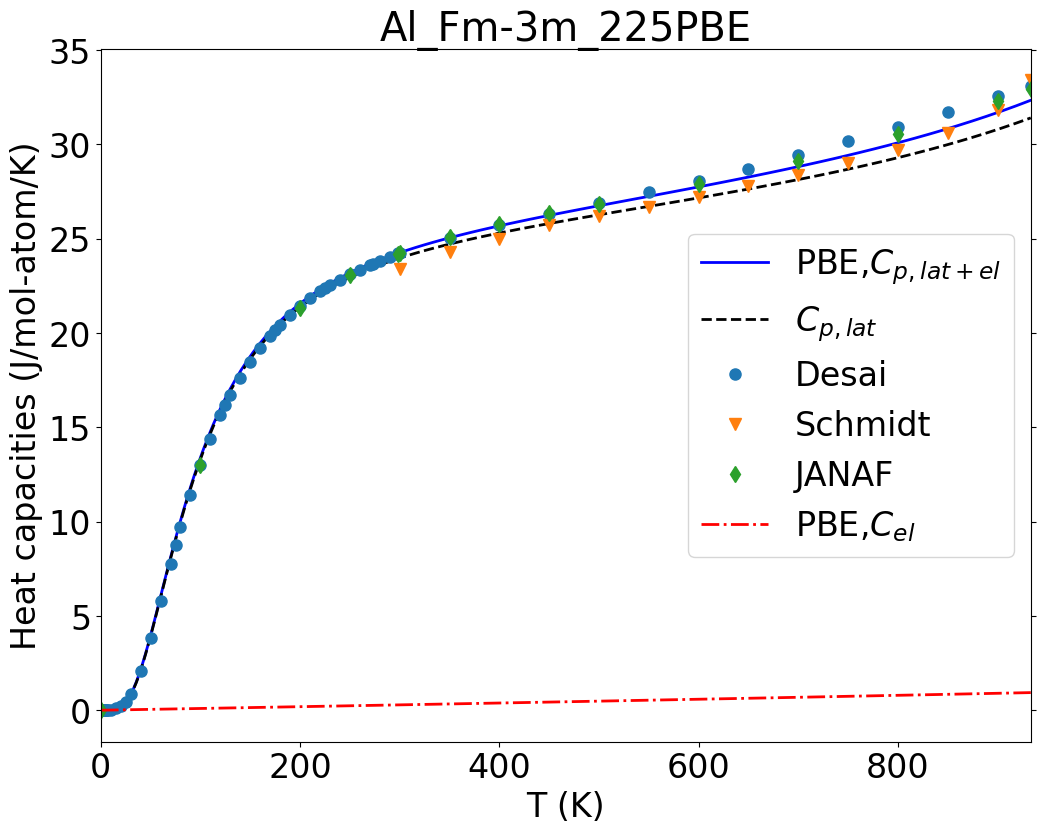 Al_Fm-3m_225PBE
Heat capacities (J/mol-atom/K)
35
30
25
20
15
10
5
0
PBE,C_{p, lat+el}
C_{p, lat}
Desai
Schmidt
JANAF
PBE,C_{el}
0 200 400 600 800
T (K)